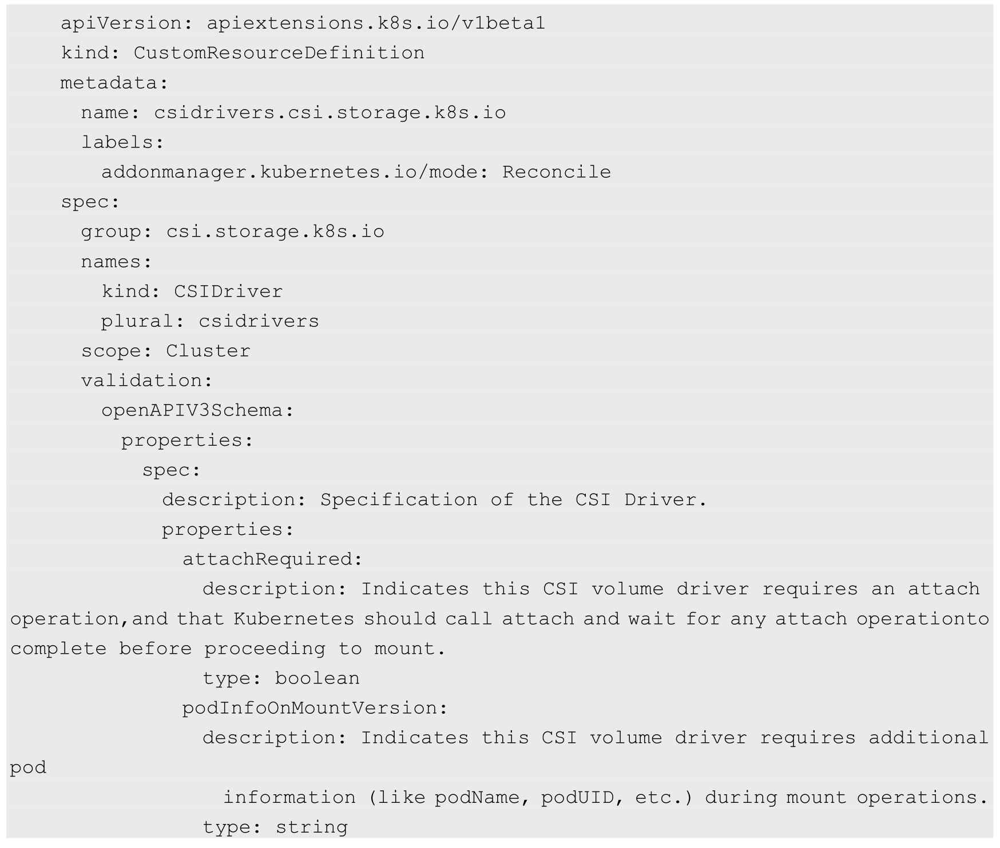 apiVersion: apiextensions.k8s.io/v1beta1
kind: CustomResourceDefinition
metadata:
  name: csidrivers.csi.storage.k8s.io
  labels:
    addonmanager.kubernetes.io/mode: Reconcile
spec:
  group: csi.storage.k8s.io
  names:
    kind: CSIDriver
    plural: csidrivers
  scope: Cluster
  validation:
    openAPIV3Schema:
      properties:
        spec:
          description: Specification of the CSI Driver.
          properties:
            attachRequired:
              description: Indicates this CSI volume driver requires an attach
operation,and that Kubernetes should call attach and wait for any attach operationto
complete before proceeding to mount.
              type: boolean
            podInfoOnMountVersion:
              description: Indicates this CSI volume driver requires additional
pod
                information (like podName, podUID, etc.) during mount operations.
              type: string